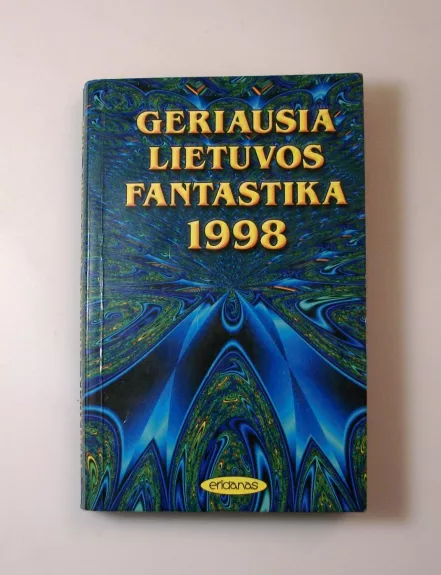 GERIAUSIA
LIETUVOS
FANTASTIKA
1998
eridanas